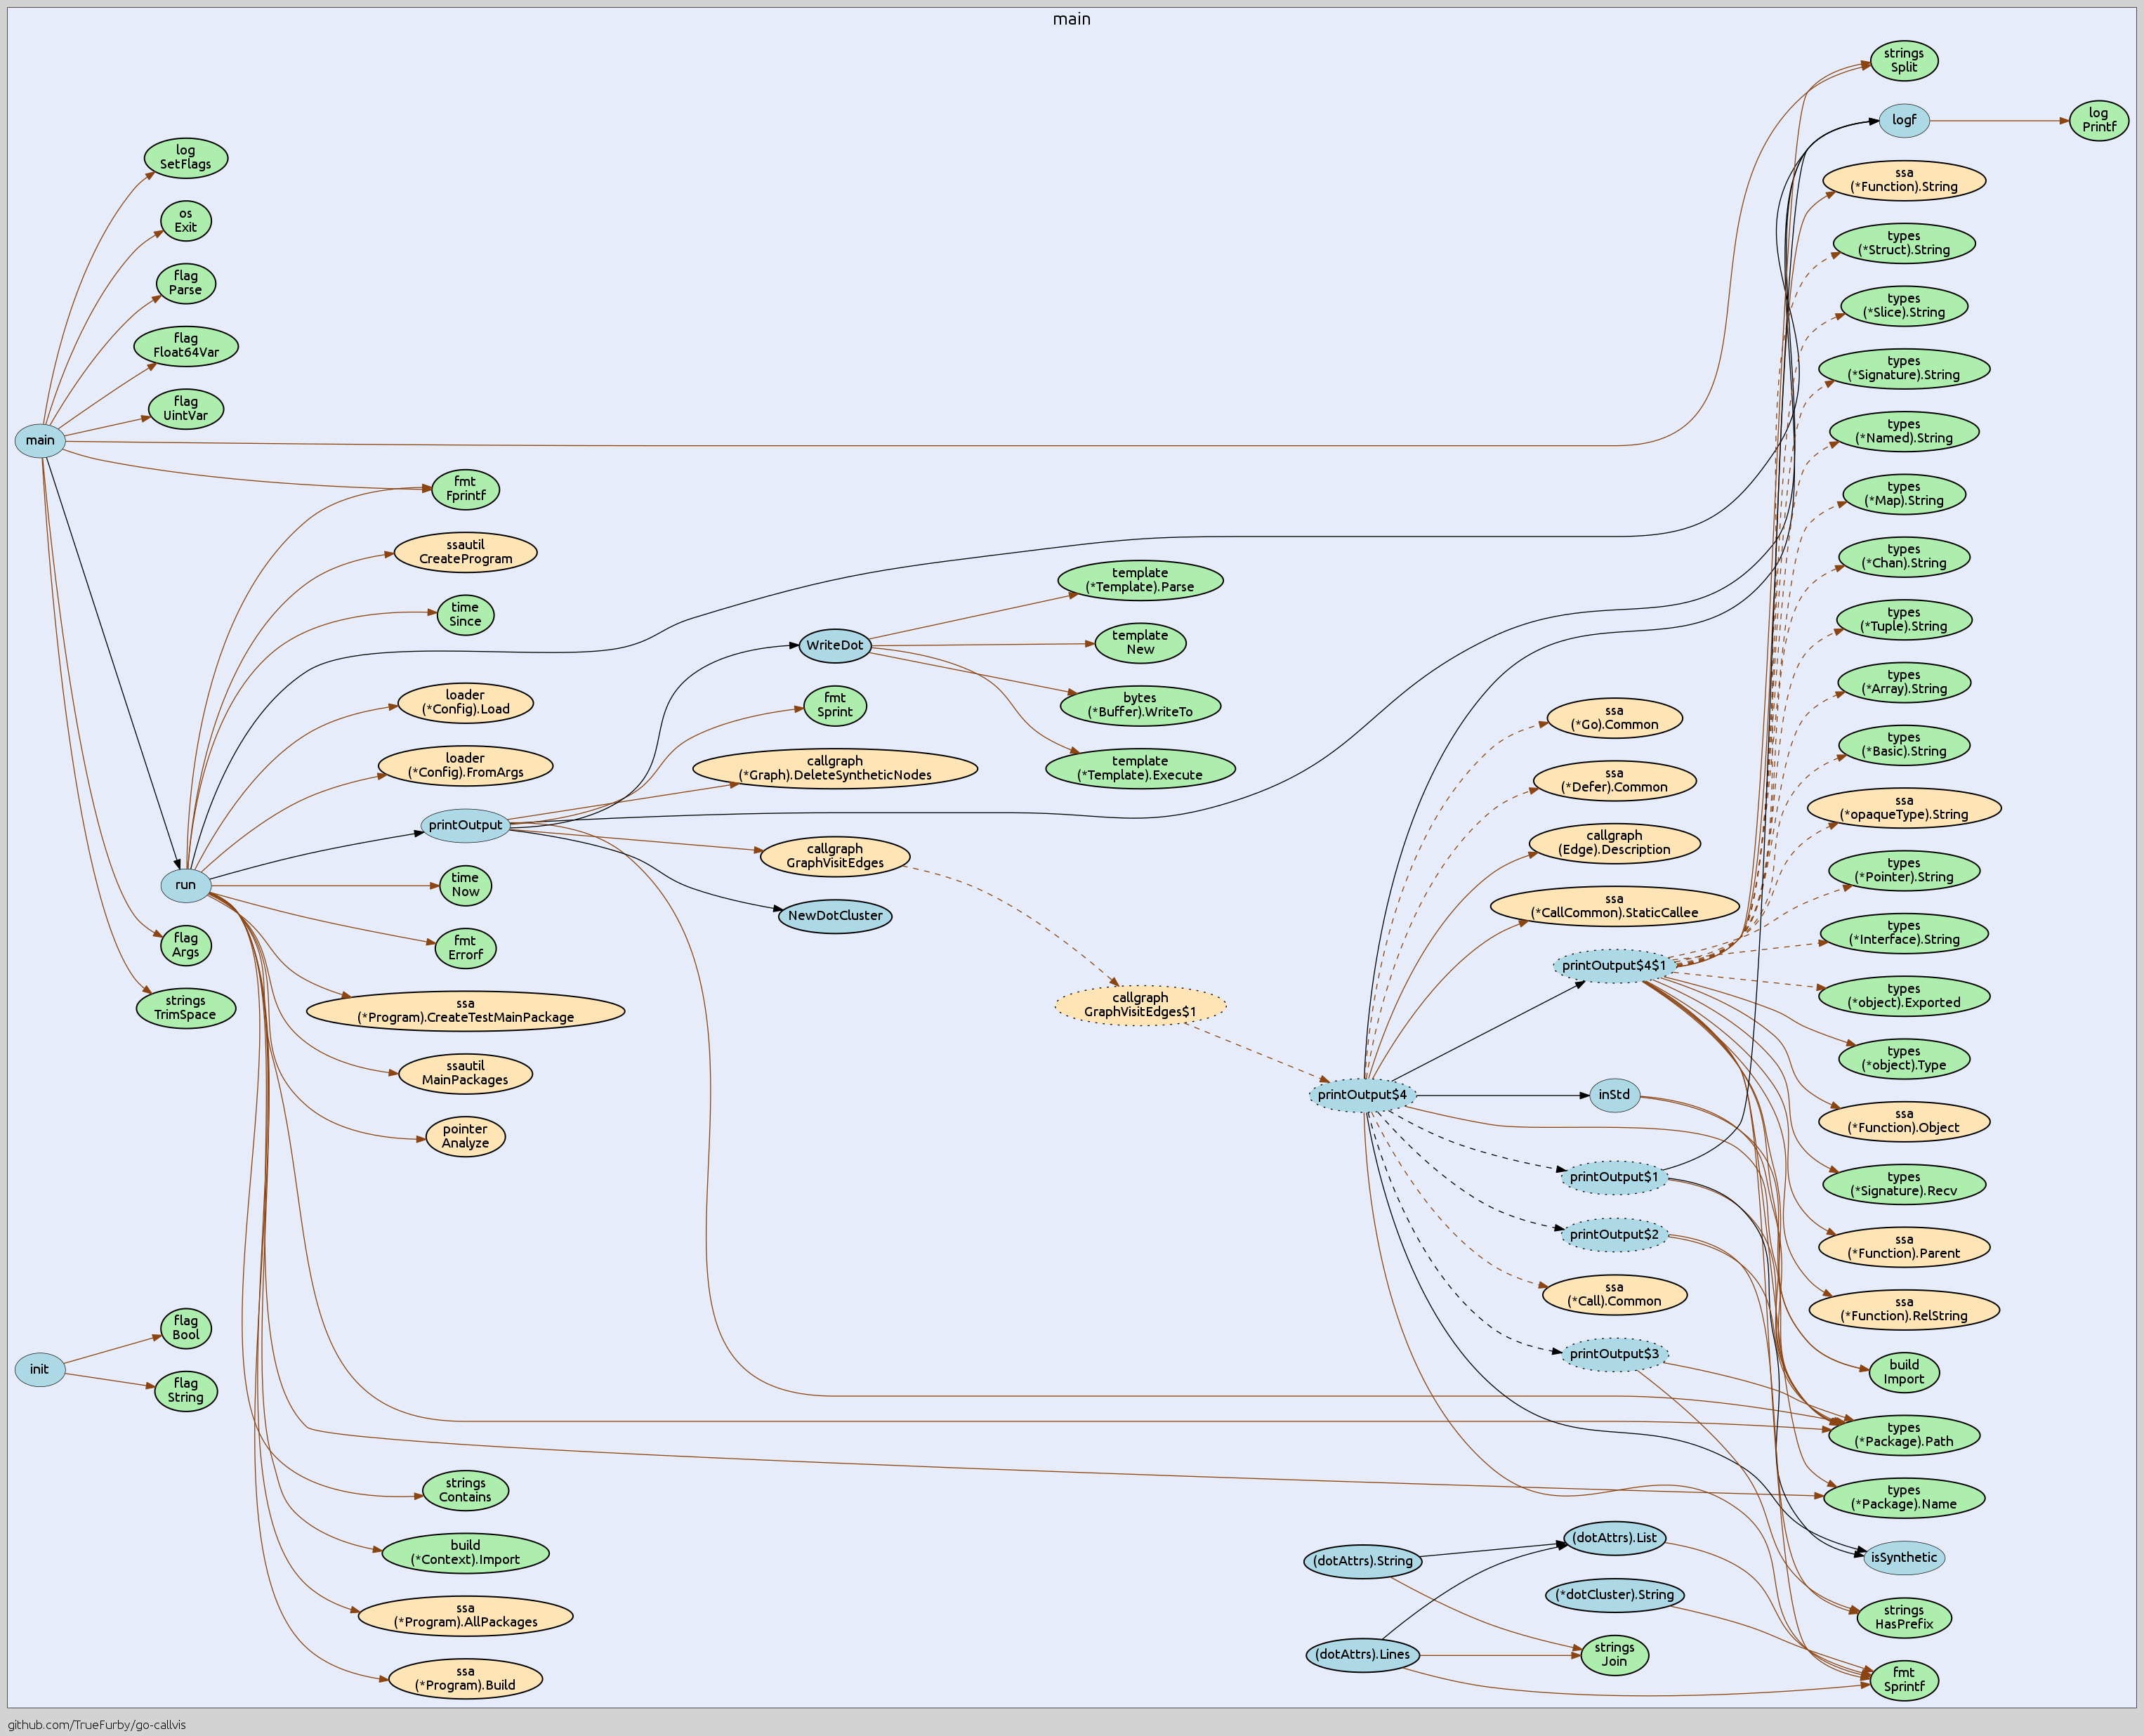 main
log
SetFlags
os
Exit
flag
Parse
flag
Float64Var
flag
UintVar
main
run
flag
Args
strings
TrimSpace
init
flag
Bool
flag
String
fmt
Fprintf
ssautil
CreateProgram
time
Since
loader
(*Config).Load
loader
(*Config).FromArgs
printOutput
time
Now
fmt
Errorf
ssa
(*Program).CreateTestMainPackage
ssautil
MainPackages
pointer
Analyze
strings
Contains
build
(*Context).Import
ssa
(*Program).AllPackages
ssa
(*Program).Build
WriteDot
fmt
Sprint
callgraph
(*Graph).DeleteSyntheticNodes
callgraph
GraphVisitEdges
NewDotCluster
template
(*Template).Parse
template
New
bytes
(*Buffer).WriteTo
template
(*Template).Execute
callgraph
GraphVisitEdges$1
printOutput$4
(dotAttrs).String
(dotAttrs).Lines
ssa
(*Go).Common
ssa
(*Defer).Common
callgraph
(Edge).Description
ssa
(*CallCommon).StaticCallee
printOutput$4$1
inStd
printOutput$1
printOutput$2
ssa
(*Call).Common
printOutput$3
(dotAttrs).List
(*dotCluster).String
strings
Join
strings
Split
logf
log
Printf
ssa
(*Function).String
types
(*Struct).String
types
(*Slice).String
types
(*Signature).String
types
(*Named).String
types
(*Map).String
types
(*Chan).String
types
(*Tuple).String
types
(*Array).String
types
(*Basic).String
ssa
(*opaqueType).String
types
(*Pointer).String
types
(*Interface).String
types
(*object).Exported
types
(*object).Type
ssa
(*Function).Object
types
(*Signature).Recv
ssa
(*Function).Parent
ssa
(*Function).RelString
build
Import
types
(*Package).Path
types
(*Package).Name
isSynthetic
strings
HasPrefix
fmt
Sprintf
github.com/TrueFurby/go-callvis